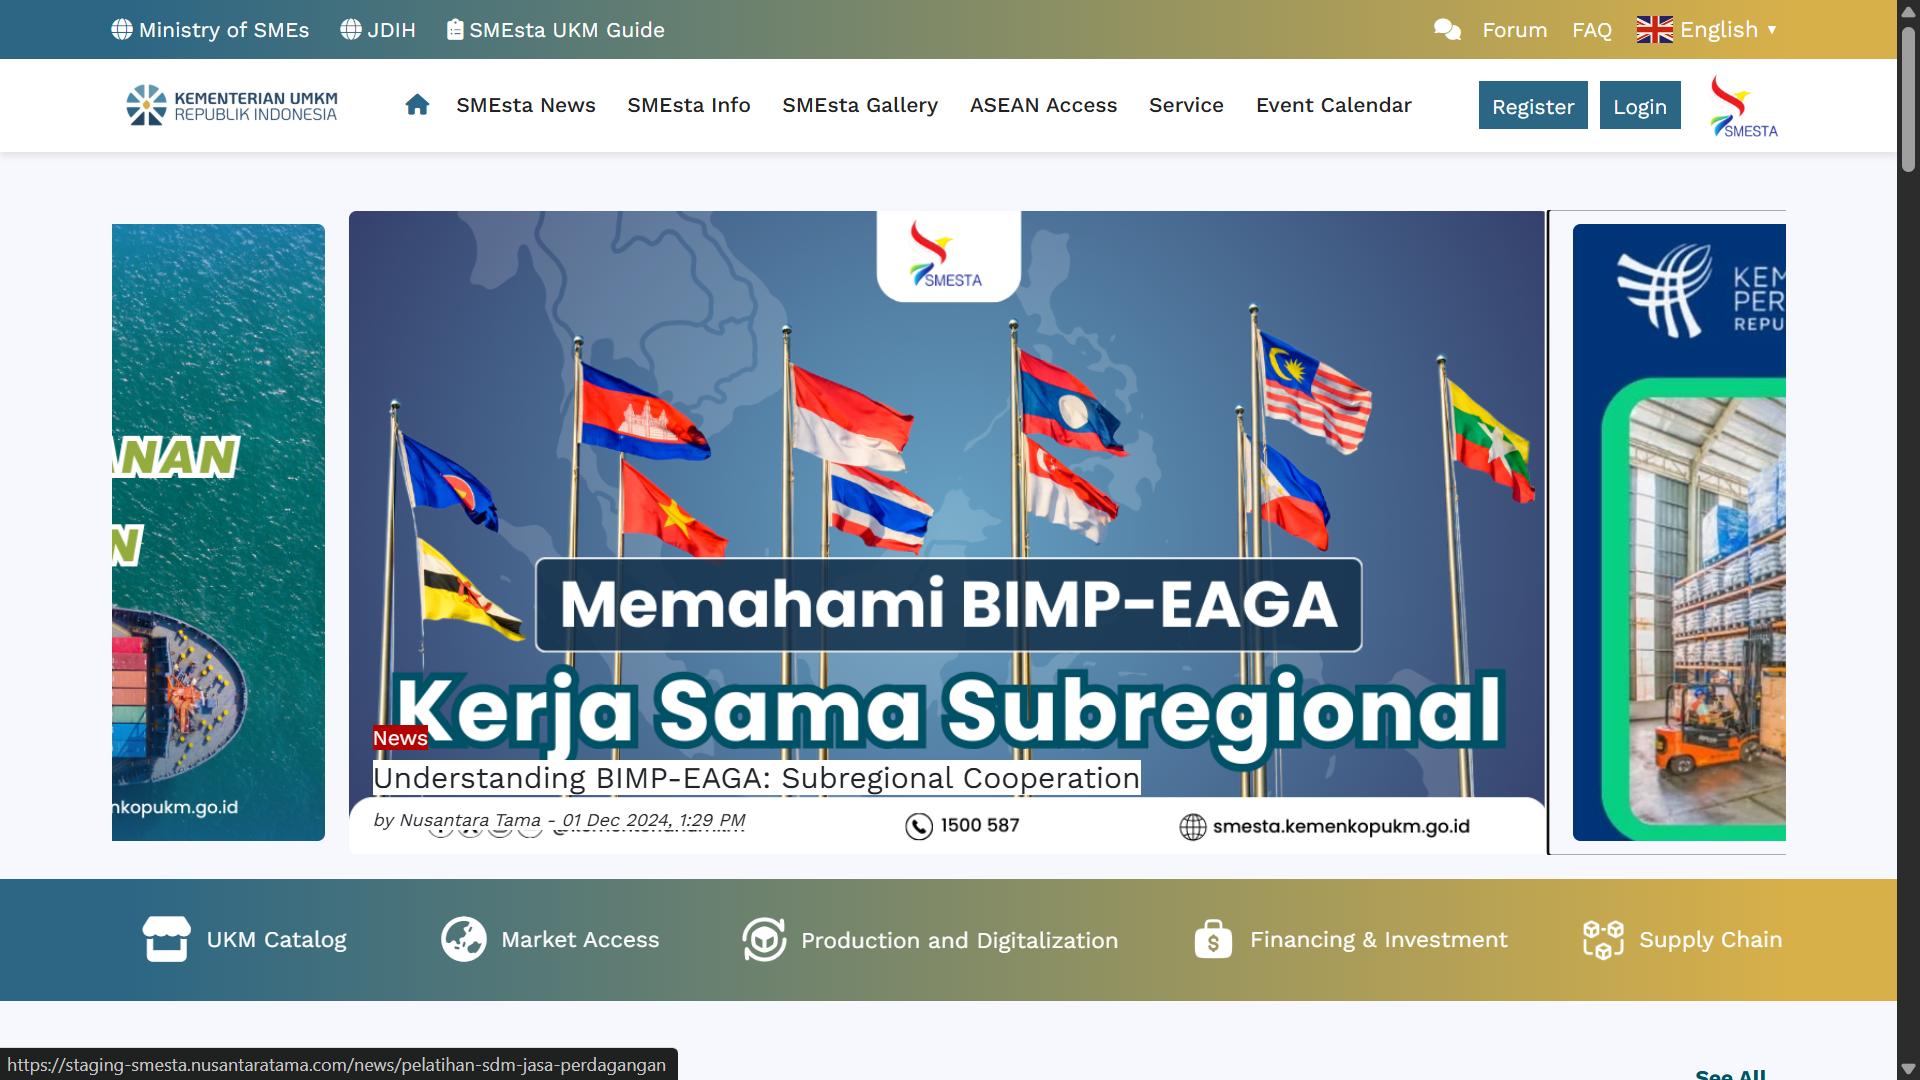 Ministry of SMEs JDIH SMEsta UKM Guide Forum FAQ English
KEMENTERIAN UMKM
REPUBLIK INDONESIA
SMEsta News SMEsta Info SMEsta Gallery ASEAN Access Service Event Calendar Register Login
SMESTA
NAN
N
nkopukm.go.id
SMESTA
Memahami BIMP-EAGA
Kerja Sama Subregional
News
Understanding BIMP-EAGA: Subregional Cooperation
by Nusantara Tama - 01 Dec 2024, 1:29 PM
1500 587
smesta.kemenkopukm.go.id
KEM
PER
REPU
UKM Catalog Market Access Production and Digitalization Financing & Investment Supply Chain
See All
https://staging-smesta.nusantaratama.com/news/pelatihan-sdm-jasa-perdagangan